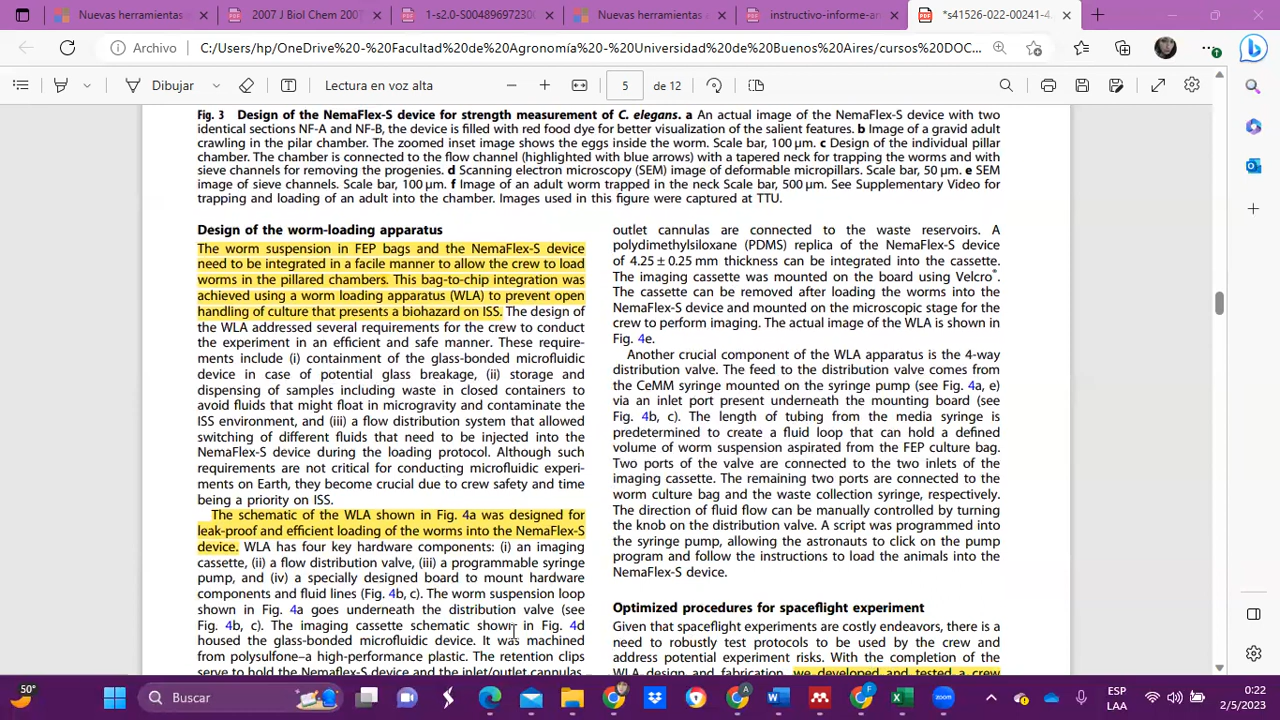 Nuevas herramientas
2007 J Biol Chem 2007
1-s2.0-S0048969723000
Nuevas herramientas e
instructivo-informe-an
*s41526-022-00241-4.
Archivo
C:/Users/hp/OneDrive%20-%20Facultad%20de%20Agronomía%20-%20Universidad%20de%20Buenos%20Aires/cursos%20DOC...
Dibujar
Lectura en voz alta
5
de 12
Fig. 3 Design of the NemaFlex-S device for strength measurement of C. elegans. a An actual image of the NemaFlex-S device with two
identical sections NF-A and NF-B, the device is filled with red food dye for better visualization of the salient features. b Image of a gravid adult
crawling in the pilar chamber. The zoomed inset image shows the eggs inside the worm. Scale bar, 100 μm. c Design of the individual pillar
chamber. The chamber is connected to the flow channel (highlighted with blue arrows) with a tapered neck for trapping the worms and with
sieve channels for removing the progenies. d Scanning electron microscopy (SEM) image of deformable micropillars. Scale bar, 50 μm. e SEM
image of sieve channels. Scale bar, 100 μm. f Image of an adult worm trapped in the neck Scale bar, 500 μm. See Supplementary Video for
trapping and loading of an adult into the chamber. Images used in this figure were captured at TTU.
Design of the worm-loading apparatus
The worm suspension in FEP bags and the NemaFlex-S device
need to be integrated in a facile manner to allow the crew to load
worms in the pillared chambers. This bag-to-chip integration was
achieved using a worm loading apparatus (WLA) to prevent open
handling of culture that presents a biohazard on ISS. The design of
the WLA addressed several requirements for the crew to conduct
the experiment in an efficient and safe manner. These require-
ments include (i) containment of the glass-bonded microfluidic
device in case of potential glass breakage, (ii) storage and
dispensing of samples including waste in closed containers to
avoid fluids that might float in microgravity and contaminate the
ISS environment, and (iii) a flow distribution system that allowed
switching of different fluids that need to be injected into the
NemaFlex-S device during the loading protocol. Although such
requirements are not critical for conducting microfluidic experi-
ments on Earth, they become crucial due to crew safety and time
being a priority on ISS.
The schematic of the WLA shown in Fig. 4a was designed for
leak-proof and efficient loading of the worms into the NemaFlex-S
device. WLA has four key hardware components: (i) an imaging
cassette, (ii) a flow distribution valve, (iii) a programmable syringe
pump, and (iv) a specially designed board to mount hardware
components and fluid lines (Fig. 4b, c). The worm suspension loop
shown in Fig. 4a goes underneath the distribution valve (see
Fig. 4b, c). The imaging cassette schematic shown in Fig. 4d
housed the glass-bonded microfluidic device. It was machined
from polysulfone–a high-performance plastic. The retention clips
serve to hold the NemaFlex-S device and the inlet/outlet cannulas.
outlet cannulas are connected to the waste reservoirs. A
polydimethylsiloxane (PDMS) replica of the NemaFlex-S device
of 4.25 ± 0.25 mm thickness can be integrated into the cassette.
The imaging cassette was mounted on the board using Velcro®.
The cassette can be removed after loading the worms into the
NemaFlex-S device and mounted on the microscopic stage for the
crew to perform imaging. The actual image of the WLA is shown in
Fig. 4e.
Another crucial component of the WLA apparatus is the 4-way
distribution valve. The feed to the distribution valve comes from
the CeMM syringe mounted on the syringe pump (see Fig. 4a, e)
via an inlet port present underneath the mounting board (see
Fig. 4b, c). The length of tubing from the media syringe is
predetermined to create a fluid loop that can hold a defined
volume of worm suspension aspirated from the FEP culture bag.
Two ports of the valve are connected to the two inlets of the
imaging cassette. The remaining two ports are connected to the
worm culture bag and the waste collection syringe, respectively.
The direction of fluid flow can be manually controlled by turning
the knob on the distribution valve. A script was programmed into
the syringe pump, allowing the astronauts to click on the pump
program and follow the instructions to load the animals into the
NemaFlex-S device.
Optimized procedures for spaceflight experiment
Given that spaceflight experiments are costly endeavors, there is a
need to robustly test protocols to be used by the crew and
address potential experiment risks. With the completion of the
WLA design and fabrication, we developed and tested a crew
50°
Buscar
zoom
ESP
LAA
0:22
2/5/2023